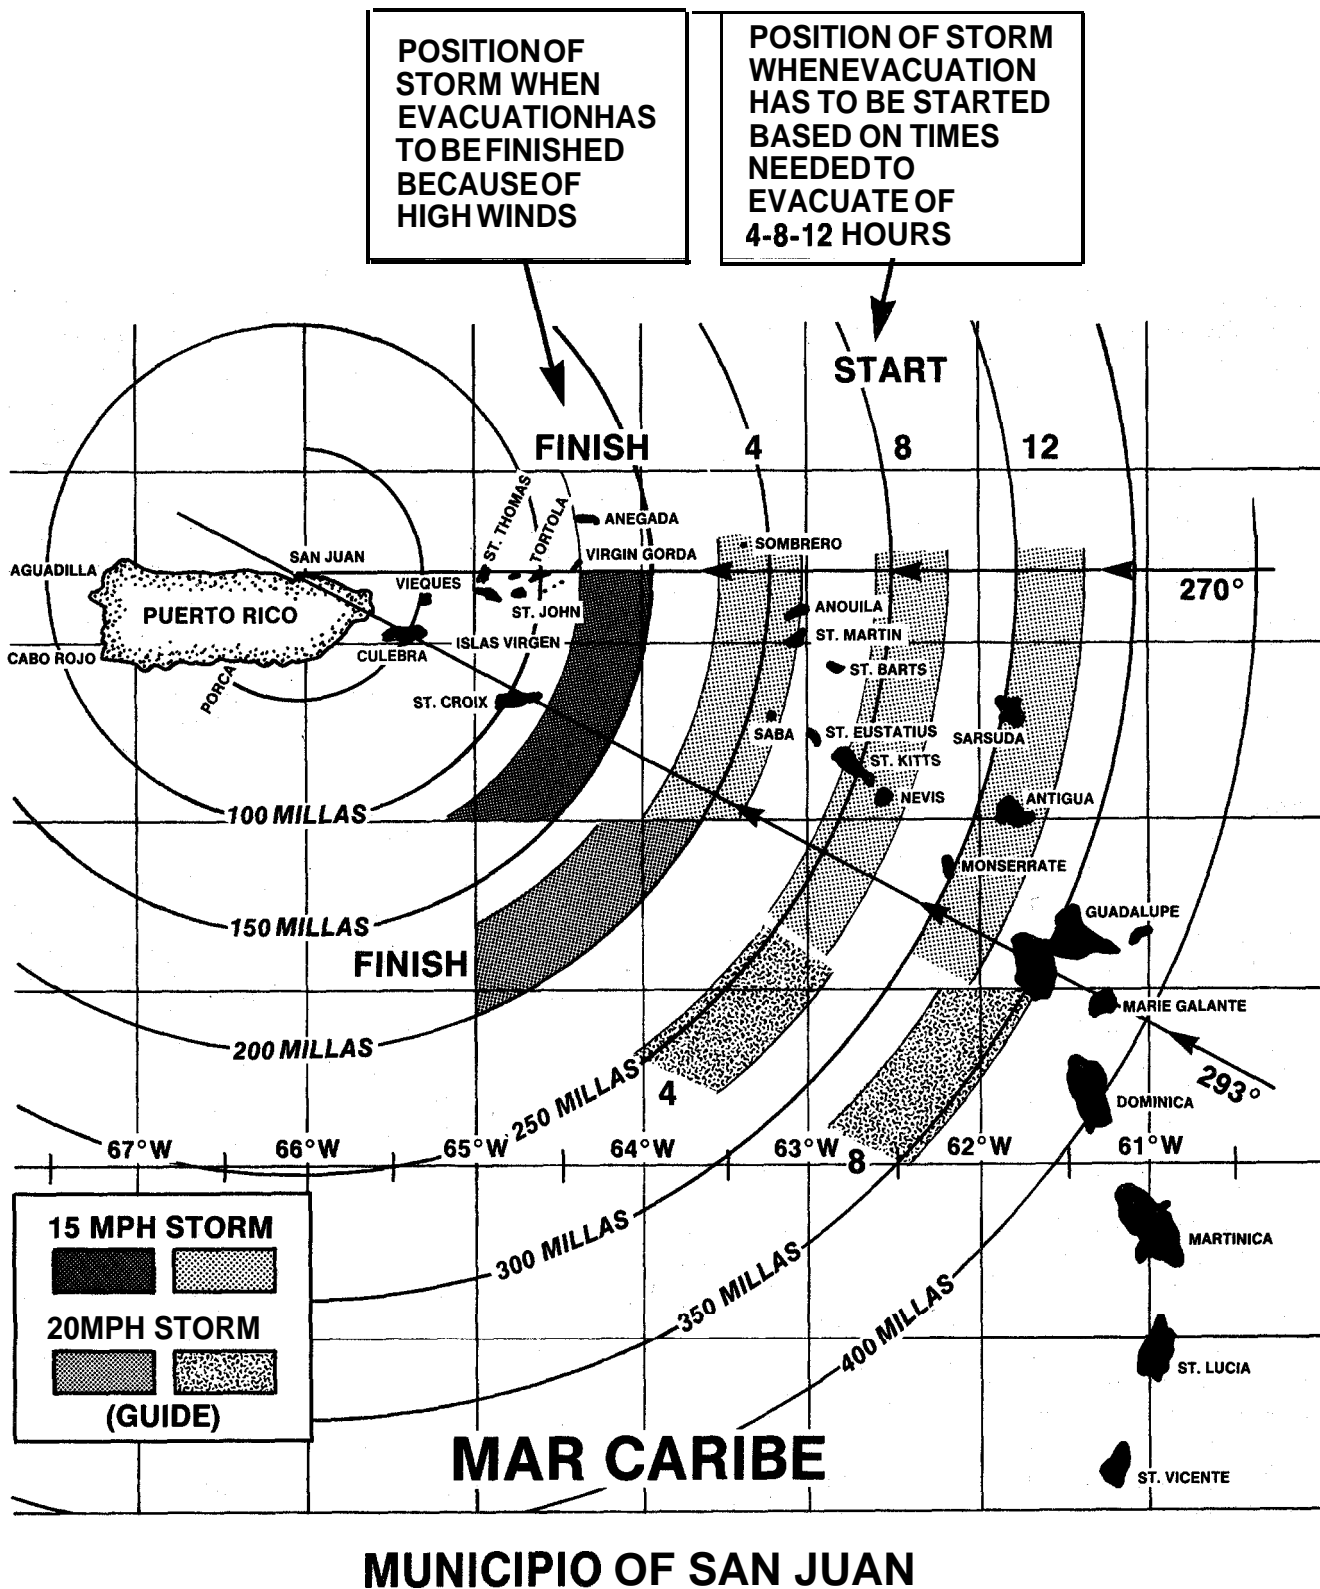 POSITION OF
STORM WHEN
EVACUATION HAS
TO BE FINISHED
BECAUSE OF
HIGH WINDS
POSITION OF STORM
WHEN EVACUATION
HAS TO BE STARTED
BASED ON TIMES
NEEDED TO
EVACUATE OF
4-8-12 HOURS
START
FINISH
4
8
12
ST. THOMAS
TORTOLA
ANEGADA
VIRGIN GORDA
SOMBRERO
SAN JUAN
AGUADILLA
VIEQUES
270°
PUERTO RICO
ST. JOHN
ANOUILA
ST. MARTIN
ISLAS VIRGEN
CABO ROJO
CULEBRA
ST. BARTS
PORCA
ST. CROIX
SABA
ST. EUSTATIUS
SARSUDA
ST. KITTS
NEVIS
ANTIGUA
100 MILLAS
MONSERRATE
GUADALUPE
150 MILLAS
FINISH
MARIE GALANTE
200 MILLAS
293°
250 MILLAS
4
DOMINICA
67°W
66°W
65°W
64°W
63°W
62°W
61°W
8
15 MPH STORM
20MPH STORM
(GUIDE)
300 MILLAS
350 MILLAS
400 MILLAS
MARTINICA
ST. LUCIA
ST. VICENTE
MAR CARIBE
MUNICIPIO OF SAN JUAN